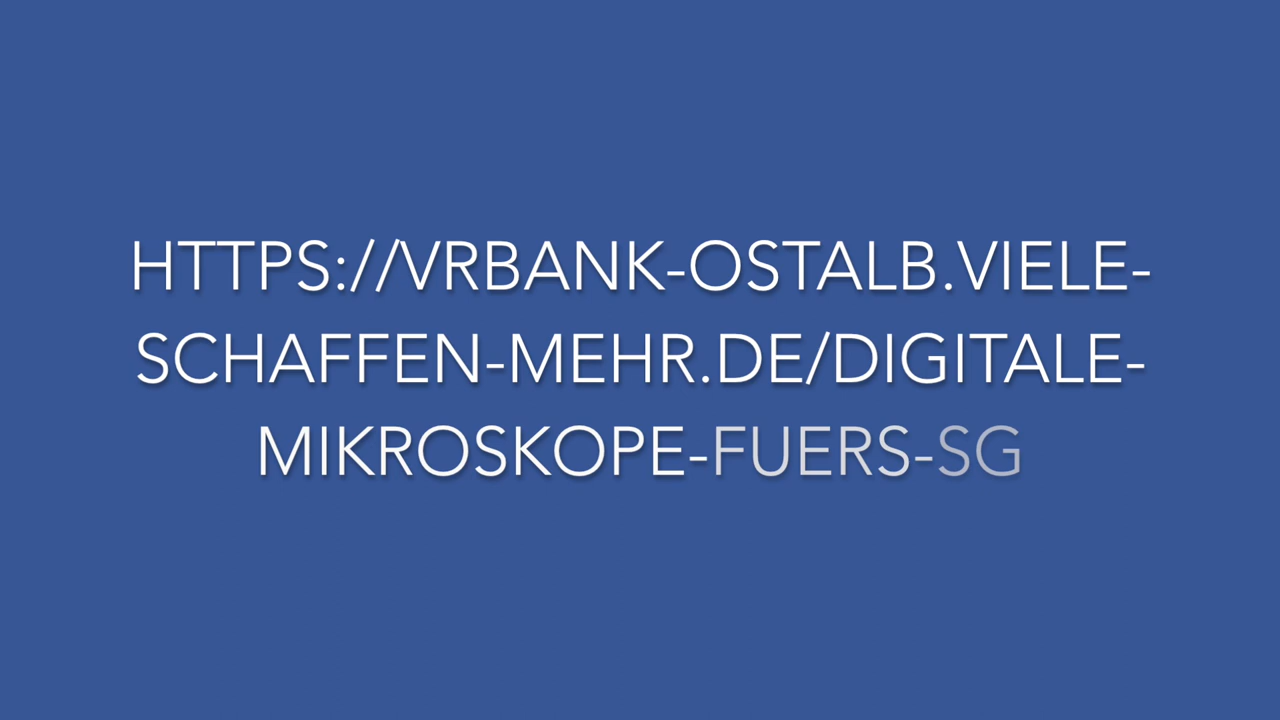 HTTPS://VRBANK-OSTALB.VIELE-
SCHAFFEN-MEHR.DE/DIGITALE-
MIKROSKOPE-FUERS-SG